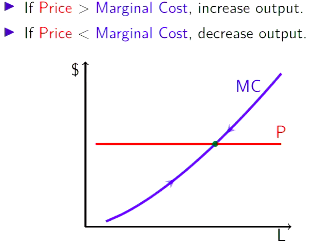 ▶ If Price > Marginal Cost, increase output.
▶ If Price < Marginal Cost, decrease output.
$
MC
P
L